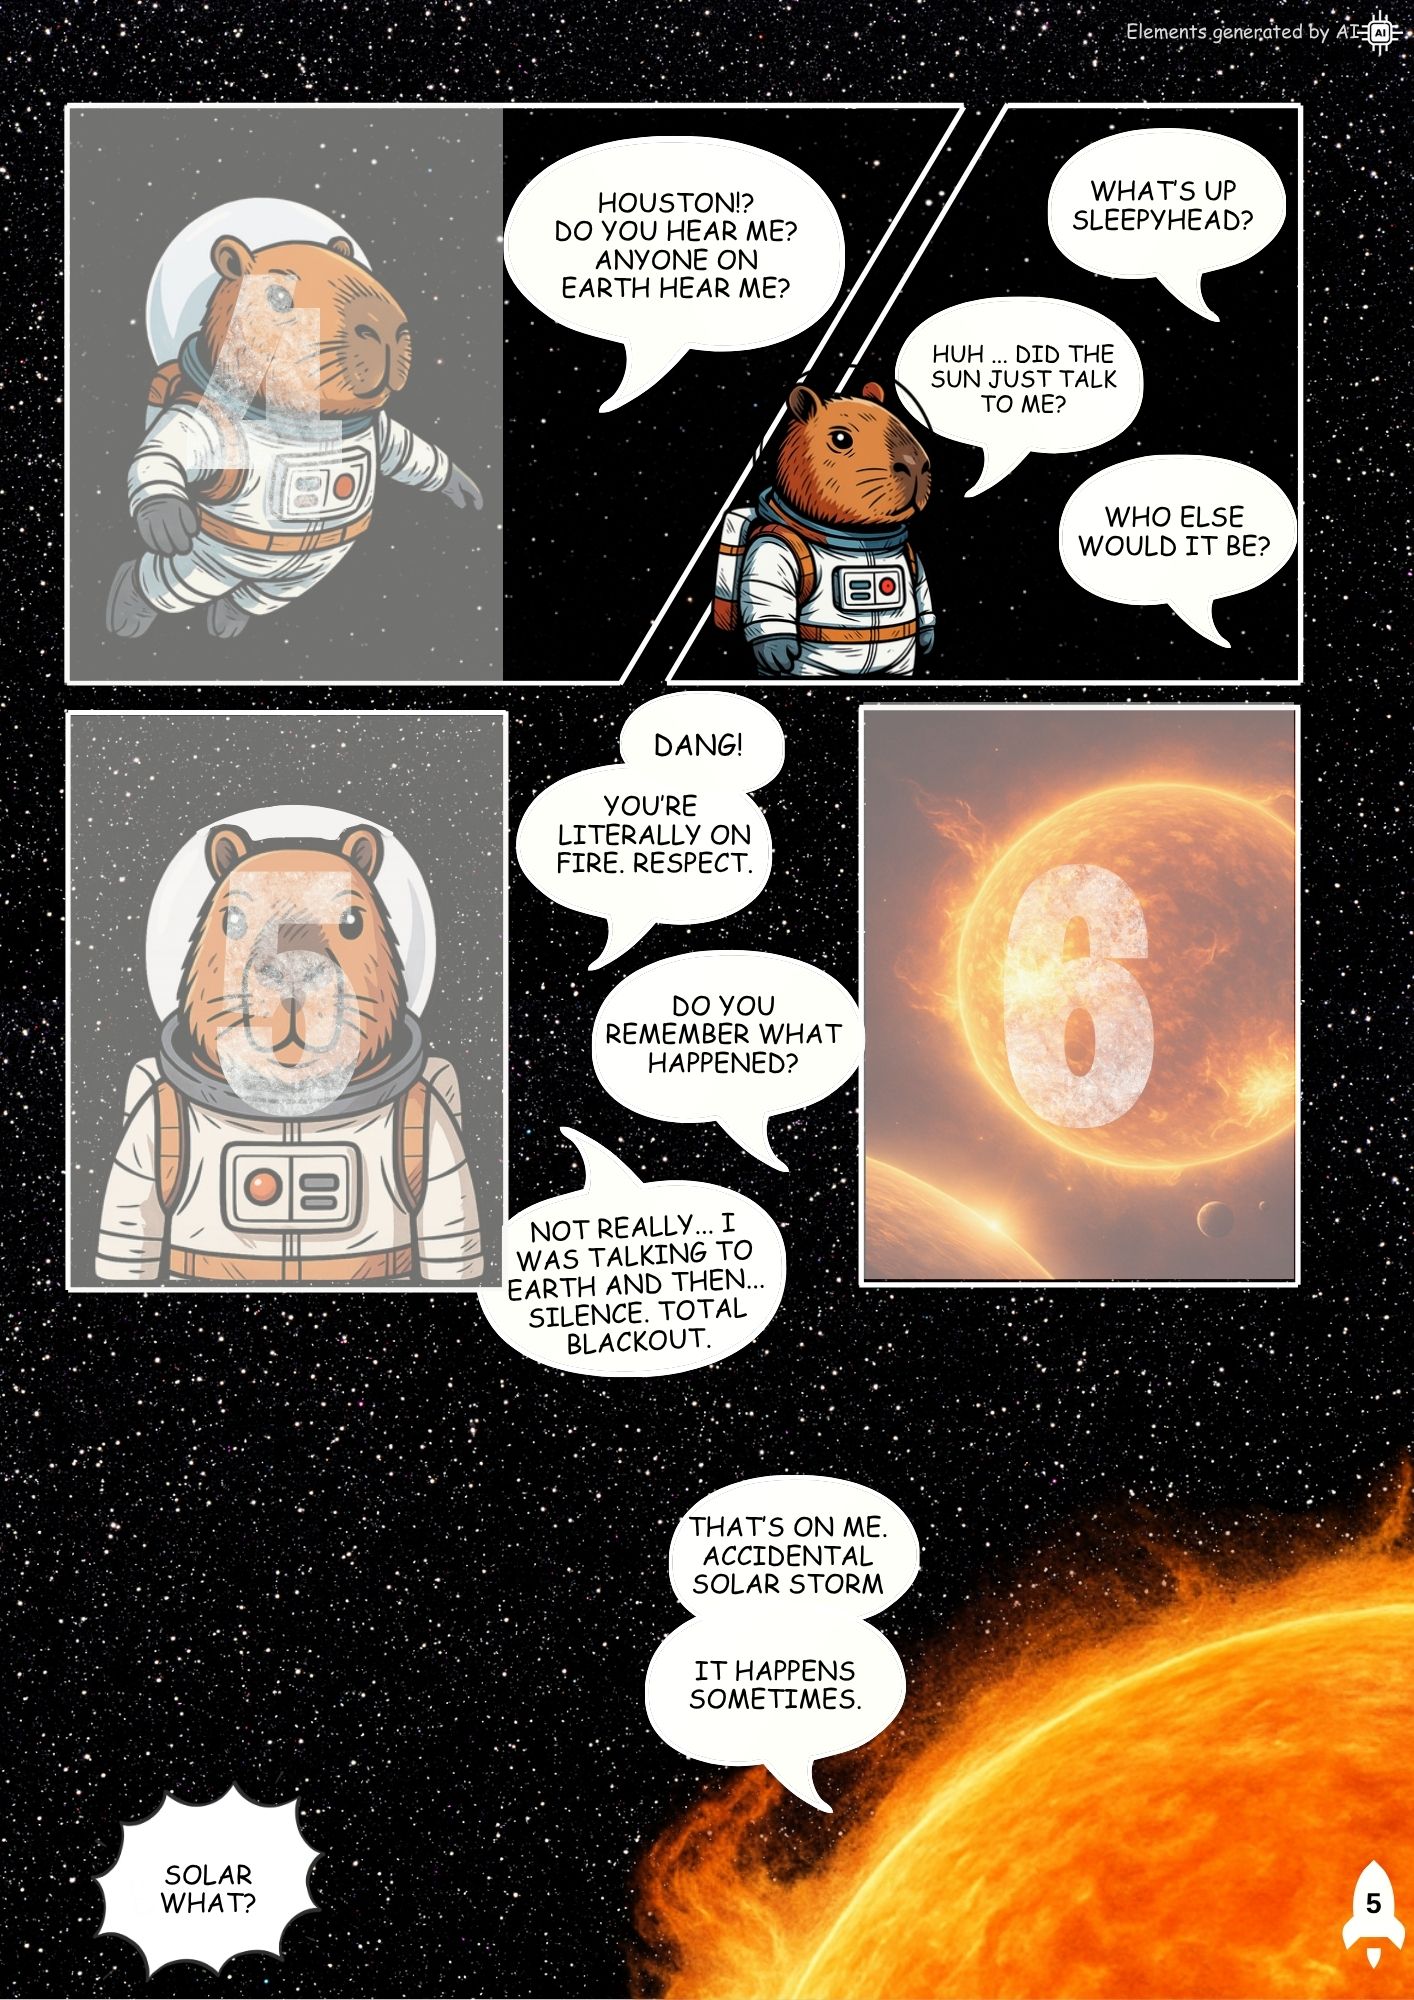 Elements generated by AI
AI
HOUSTON!?
DO YOU HEAR ME?
ANYONE ON
EARTH HEAR ME?
WHAT'S UP
SLEEPYHEAD?
HUH ... DID THE
SUN JUST TALK
TO ME?
WHO ELSE
WOULD IT BE?
4
DANG!
YOU'RE
LITERALLY ON
FIRE. RESPECT.
DO YOU
REMEMBER WHAT
HAPPENED?
NOT REALLY... I
WAS TALKING TO
EARTH AND THEN...
SILENCE. TOTAL
BLACKOUT.
5
6
THAT'S ON ME.
ACCIDENTAL
SOLAR STORM
IT HAPPENS
SOMETIMES.
SOLAR
WHAT?
5